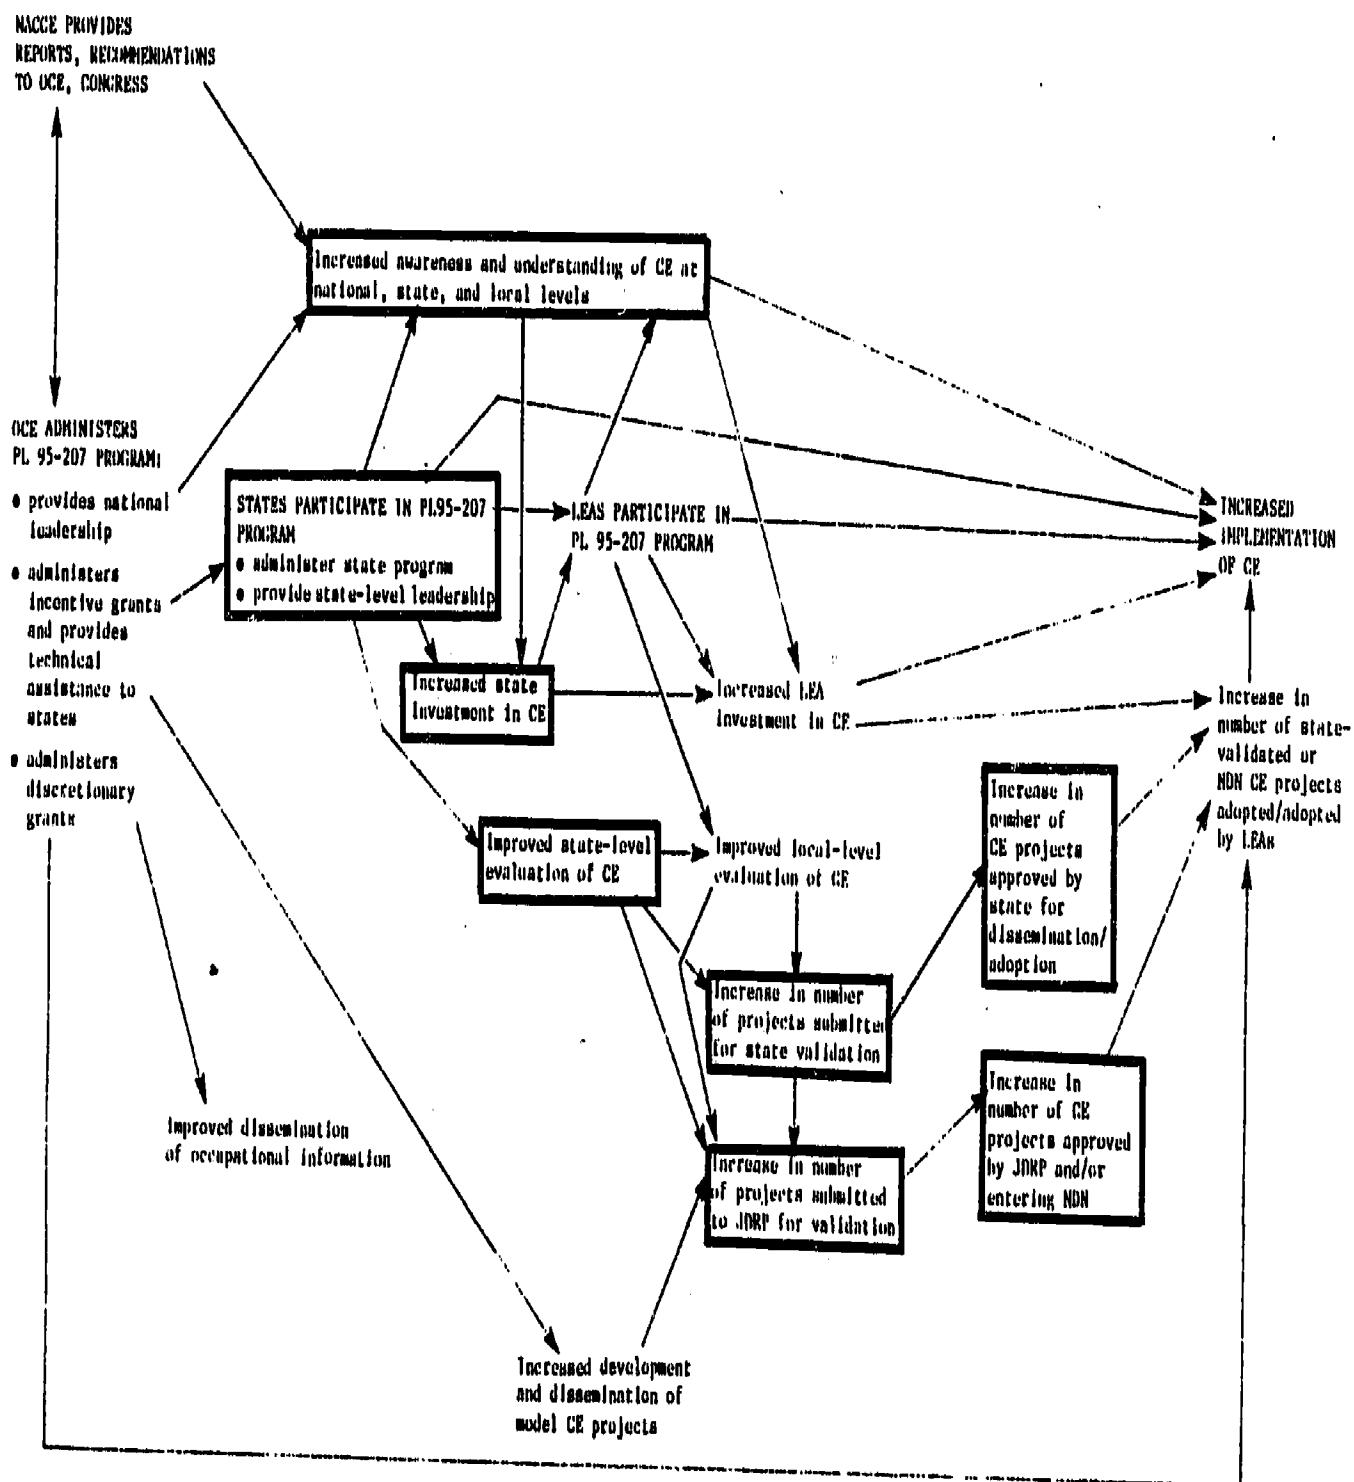 NACCE PROVIDES
REPORTS, RECOMMENDATIONS
TO OCE, CONGRESS
Increased awareness and understanding of CE at
national, state, and local levels
OCE ADMINISTERS
PL 95-207 PROGRAM:
• provides national
leadership
• administers
incentive grants
and provides
technical
assistance to
states
• administers
discretionary
grants
STATES PARTICIPATE IN PL95-207
PROGRAM
• administer state program
• provide state-level leadership
LEAS PARTICIPATE IN
PL 95-207 PROGRAM
INCREASED
IMPLEMENTATION
OF CE
Increased state
investment in CE
Increased LEA
investment in CE
Increase in
number of state-
validated or
NDN CE projects
adopted/adopted
by LEAs
Improved state-level
evaluation of CE
Improved local-level
evaluation of CE
Increase in
number of
CE projects
approved by
state for
dissemination/
adoption
Increase in number
of projects submitted
for state validation
Increase in
number of CE
projects approved
by JDRP and/or
entering NDN
Improved dissemination
of occupational information
Increase in number
of projects submitted
to JDRP for validation
Increased development
and dissemination of
model CE projects